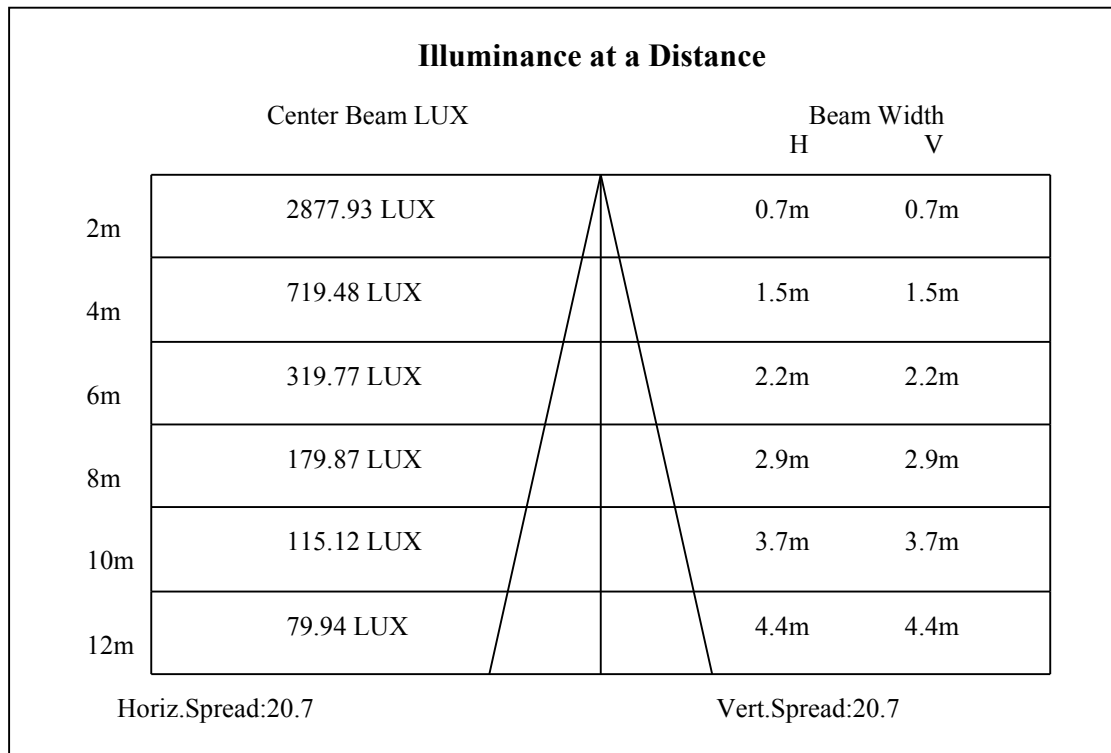 Illuminance at a Distance
Center Beam LUX Beam Width
H V
2m 2877.93 LUX 0.7m 0.7m
4m 719.48 LUX 1.5m 1.5m
6m 319.77 LUX 2.2m 2.2m
8m 179.87 LUX 2.9m 2.9m
10m 115.12 LUX 3.7m 3.7m
12m 79.94 LUX 4.4m 4.4m
Horiz.Spread:20.7 Vert.Spread:20.7